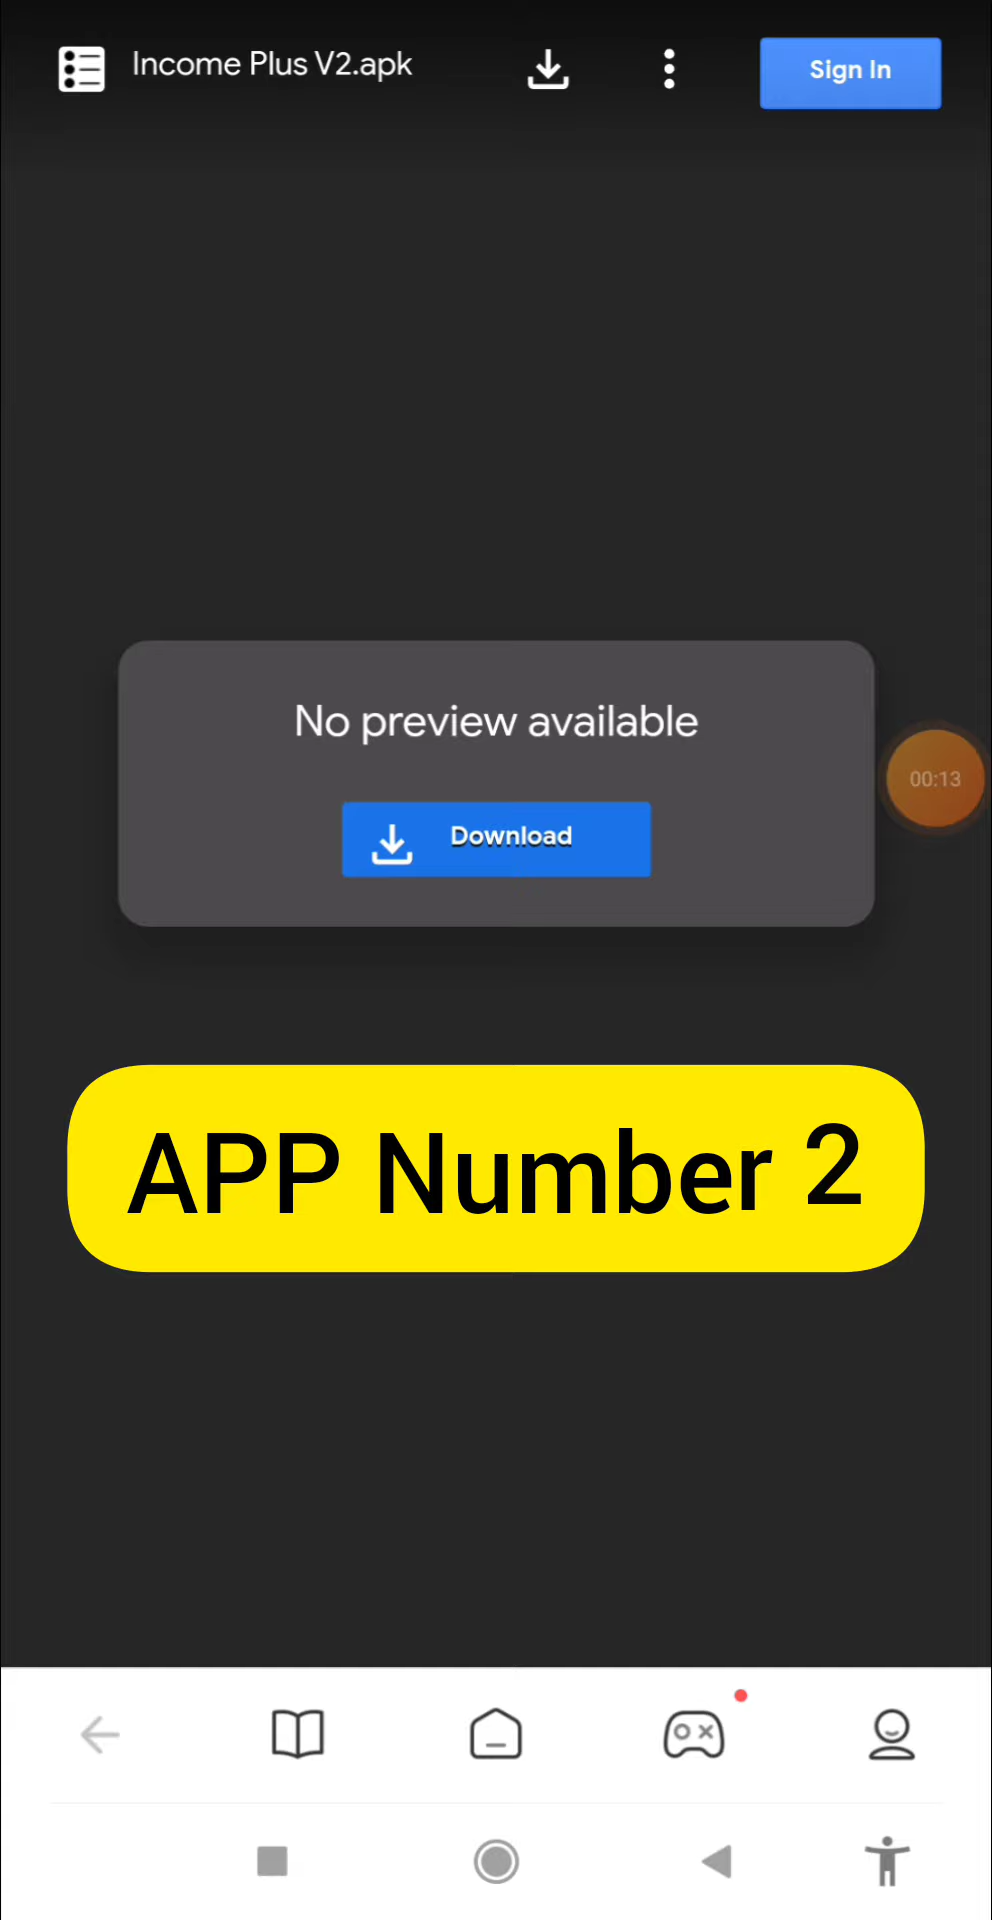 Income Plus V2.apk
Sign In
No preview available
00:13
Download
APP Number 2